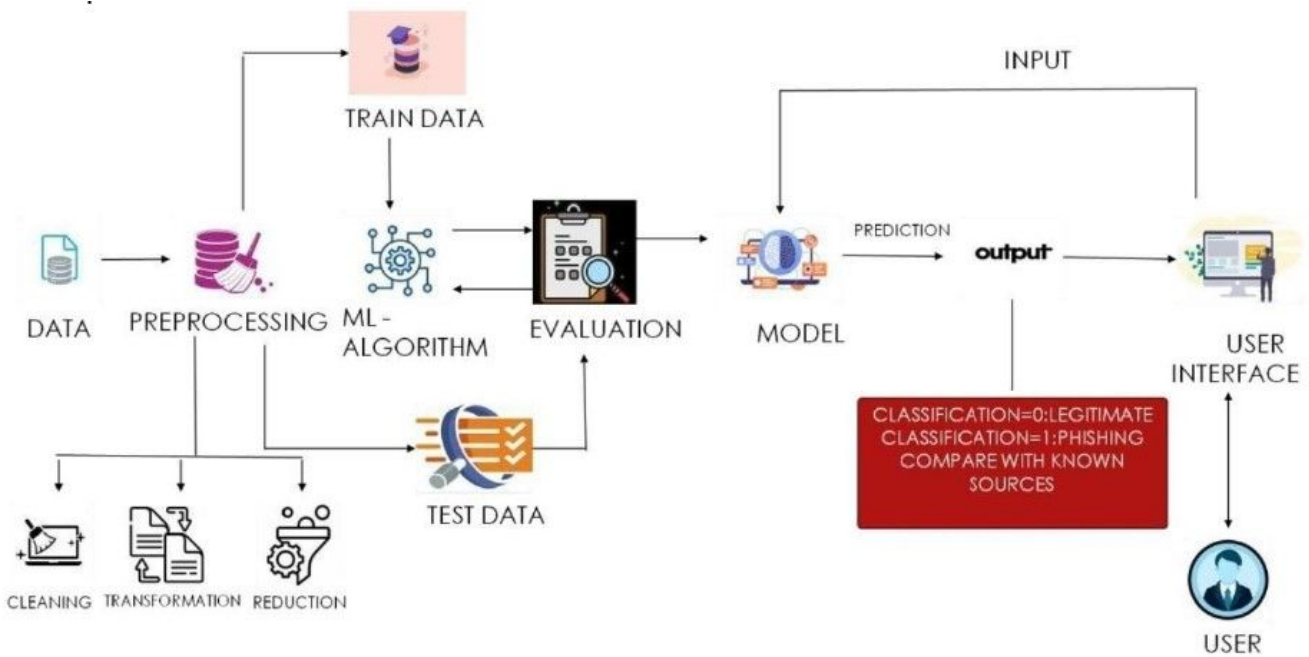 INPUT
TRAIN DATA
PREDICTION
output
DATA
PREPROCESSING
ML -
ALGORITHM
EVALUATION
MODEL
USER
INTERFACE
CLASSIFICATION=0:LEGITIMATE
CLASSIFICATION=1:PHISHING
COMPARE WITH KNOWN
SOURCES
TEST DATA
CLEANING
TRANSFORMATION
REDUCTION
USER